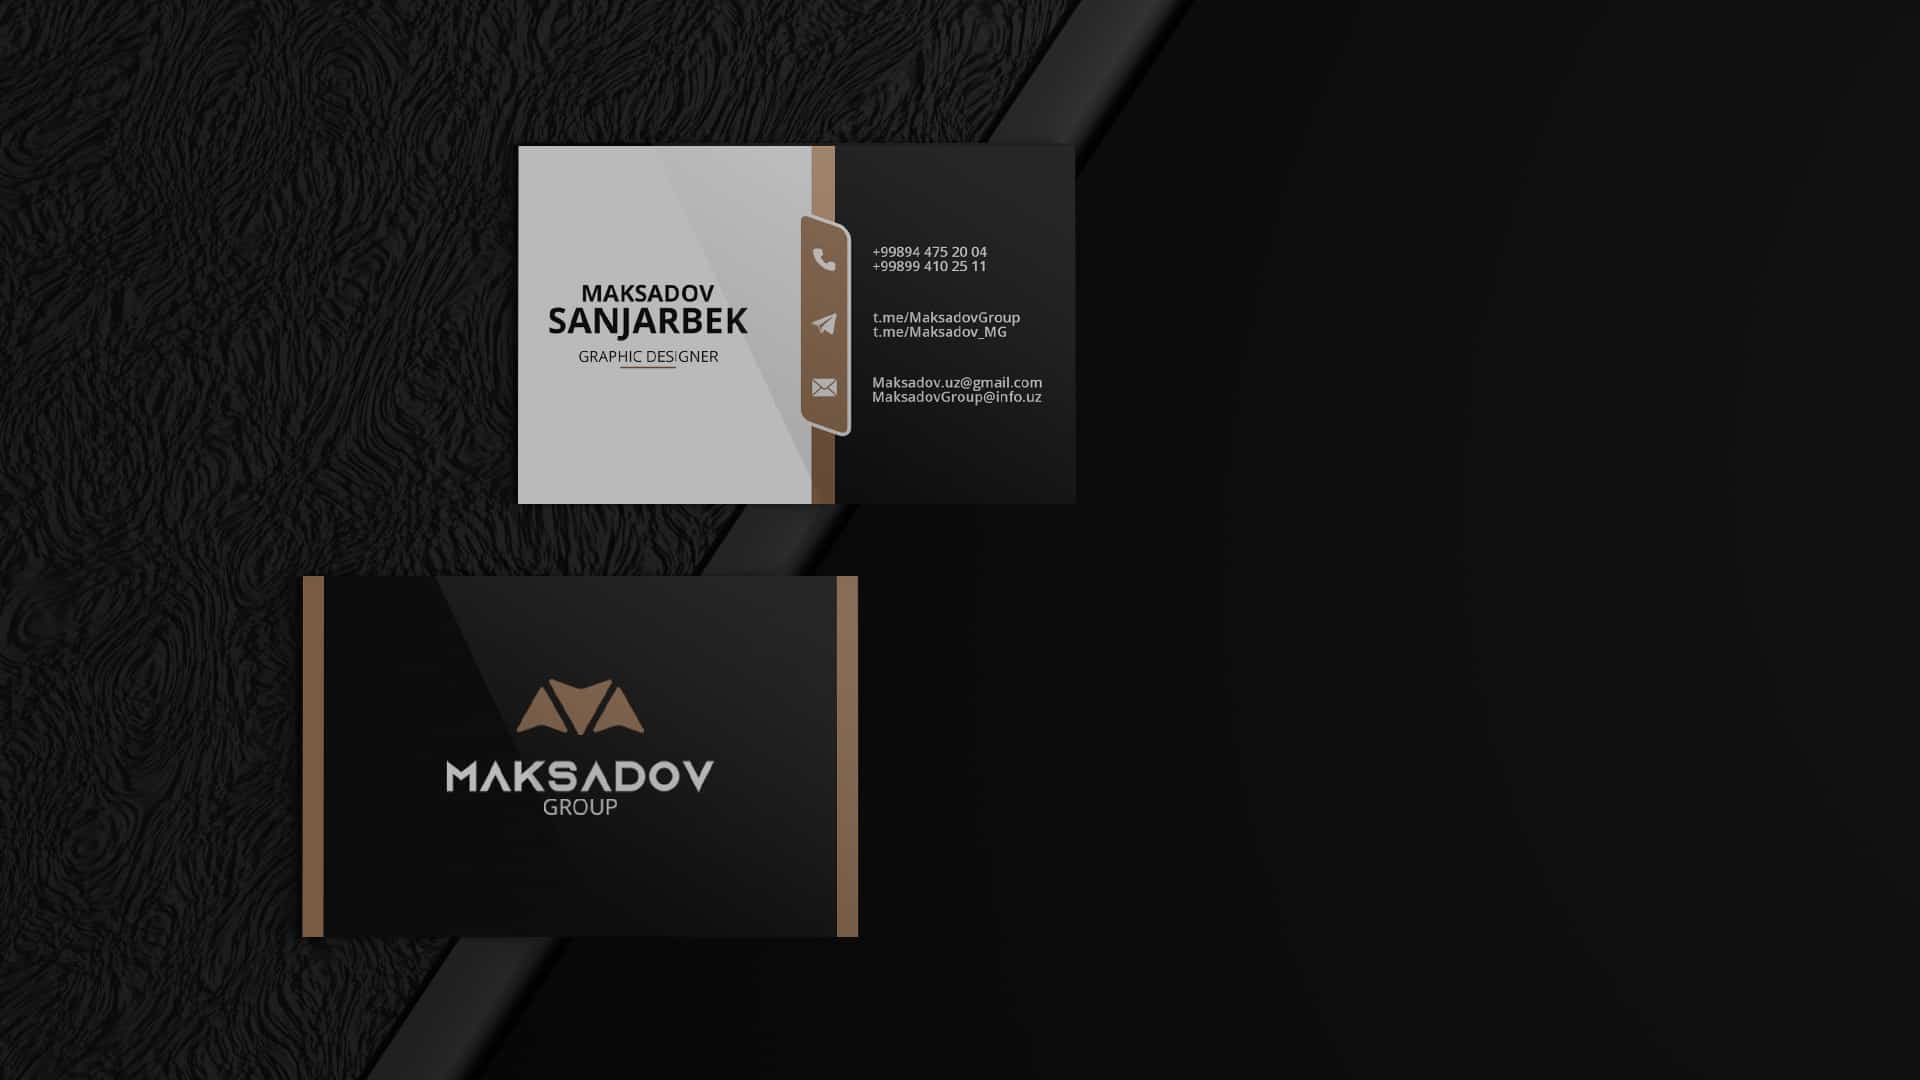 MAKSADOV
SANJARBEK
GRAPHIC DESIGNER
+99894 475 20 04
+99899 410 25 11
t.me/MaksadovGroup
t.me/Maksadov_MG
Maksadov.uz@gmail.com
MaksadovGroup@info.uz
MAKSADOV
GROUP